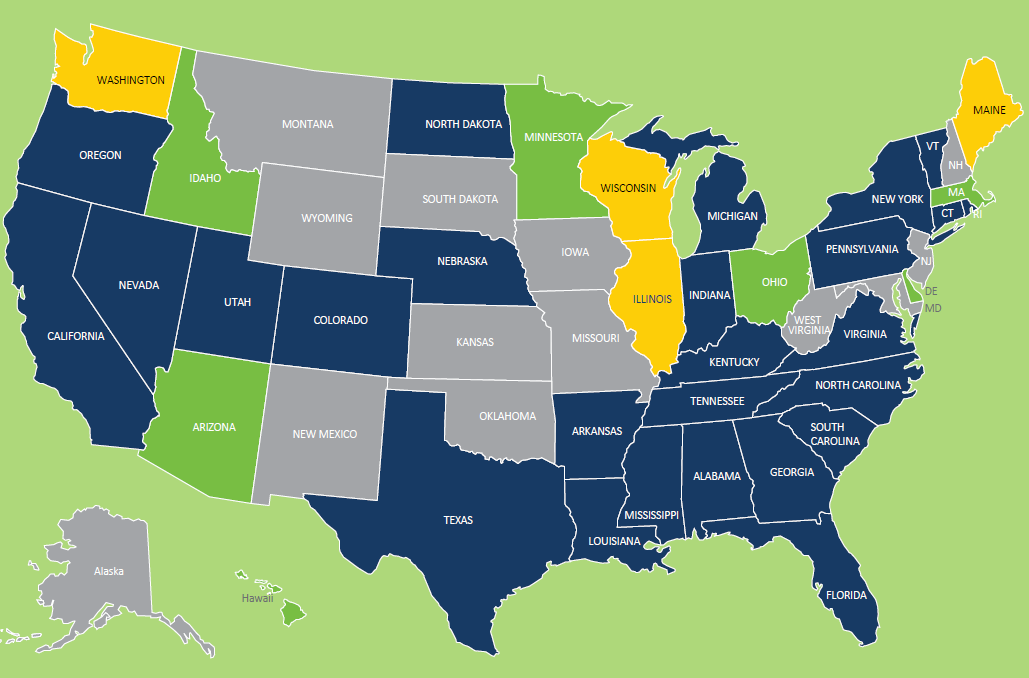 WASHINGTON
MAINE
MONTANA
NORTH DAKOTA
MINNESOTA
VT
OREGON
NH
IDAHO
WISCONSIN
MA
SOUTH DAKOTA
NEW YORK
WYOMING
MICHIGAN
CT
RI
IOWA
PENNSYLVANIA
NEBRASKA
NJ
NEVADA
OHIO
UTAH
ILLINOIS
INDIANA
DE
MD
COLORADO
WEST
VIRGINIA
VIRGINIA
CALIFORNIA
KANSAS
MISSOURI
KENTUCKY
NORTH CAROLINA
TENNESSEE
OKLAHOMA
ARIZONA
NEW MEXICO
ARKANSAS
SOUTH
CAROLINA
ALABAMA
GEORGIA
TEXAS
MISSISSIPPI
LOUISIANA
Alaska
Hawaii
FLORIDA